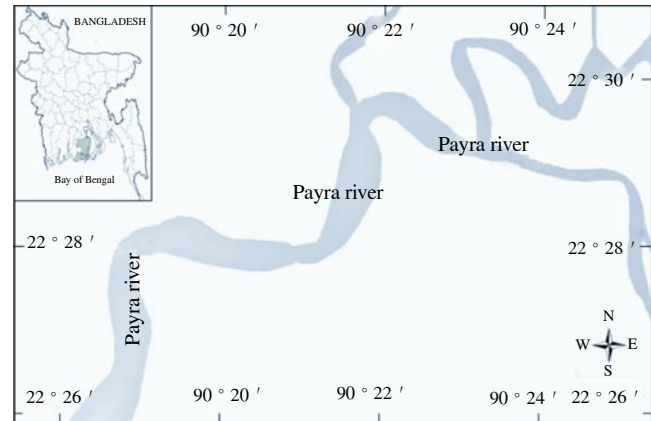 BANGLADESH
Bay of Bengal
90 ° 20 ′
90 ° 22 ′
90 ° 24 ′
22 ° 30 ′
Payra river
Payra river
22 ° 28 ′
22 ° 28 ′
Payra river
N
W E
S
22 ° 26 ′
90 ° 20 ′
90 ° 22 ′
90 ° 24 ′
22 ° 26 ′